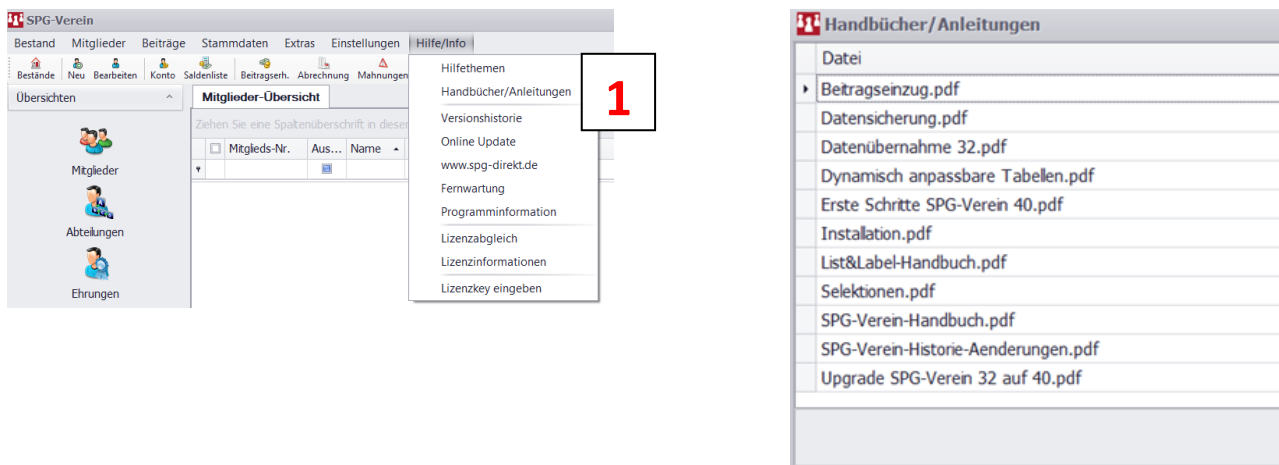 SPG-Verein
Bestand Mitglieder Beiträge Stammdaten Extras Einstellungen Hilfe/Info
Bestände Neu Bearbeiten Konto Saldenliste Beitragserh. Abrechnung Mahnungen
Übersichten
Mitglieder
Abteilungen
Ehrungen
Mitglieder-Übersicht
Ziehen Sie eine Spaltenüberschrift in diesen
Mitglieds-Nr. Aus... Name
Hilfethemen
Handbücher/Anleitungen
Versionshistorie
Online Update
www.spg-direkt.de
Fernwartung
Programminformation
Lizenzabgleich
Lizenzinformationen
Lizenzkey eingeben
1
Handbücher/Anleitungen
Datei
Beitragseinzug.pdf
Datensicherung.pdf
Datenübernahme 32.pdf
Dynamisch anpassbare Tabellen.pdf
Erste Schritte SPG-Verein 40.pdf
Installation.pdf
List&Label-Handbuch.pdf
Selektionen.pdf
SPG-Verein-Handbuch.pdf
SPG-Verein-Historie-Aenderungen.pdf
Upgrade SPG-Verein 32 auf 40.pdf